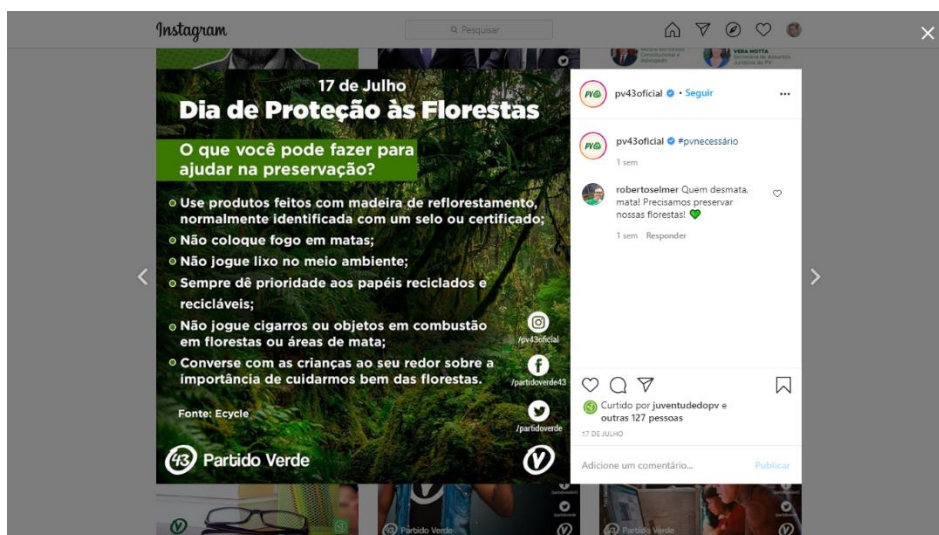 Instagram
Pesquisar
VERA MOTTA
17 de Julho
Dia de Proteção às Florestas
O que você pode fazer para
ajudar na preservação?
Use produtos feitos com madeira de reflorestamento,
normalmente identificada com um selo ou certificado;
Não coloque fogo em matas;
Não jogue lixo no meio ambiente;
Sempre dê prioridade aos papéis reciclados e
recicláveis;
Não jogue cigarros ou objetos em combustão
em florestas ou áreas de mata;
Converse com as crianças ao seu redor sobre a
importância de cuidarmos bem das florestas.
Fonte: Ecycle
/pv43oficial
/partidoverde43
/partidoverde
43 Partido Verde
pv43oficial • Seguir
pv43oficial #pvnecessário
1 sem
robertoselmer Quem desmata,
mata! Precisamos preservar
nossas florestas! 💚
1 sem Responder
Curtido por juventudedopv e
outras 127 pessoas
17 DE JULHO
Adicione um comentário... Publicar
43 Partido Verde
43 Partido Verde